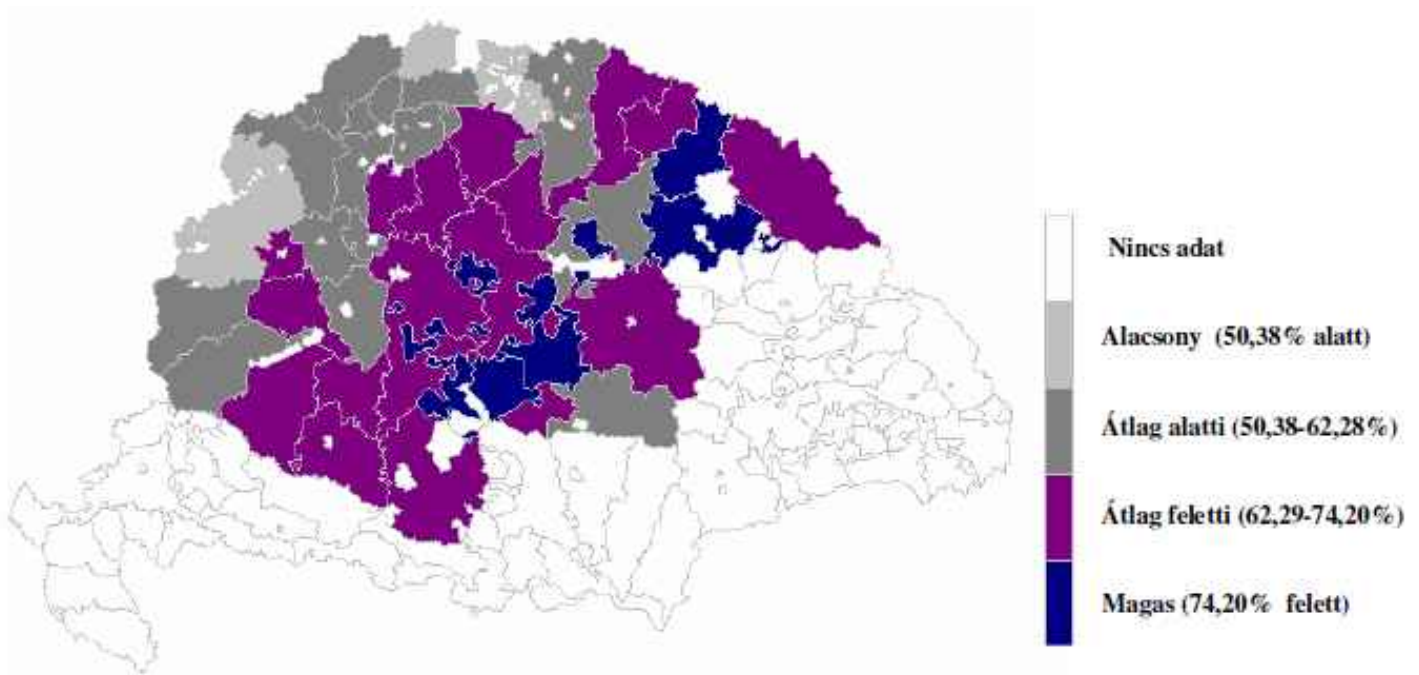 Nincs adat
Alacsony (50,38% alatt)
Átlag alatti (50,38-62,28%)
Átlag feletti (62,29-74,20%)
Magas (74,20% felett)